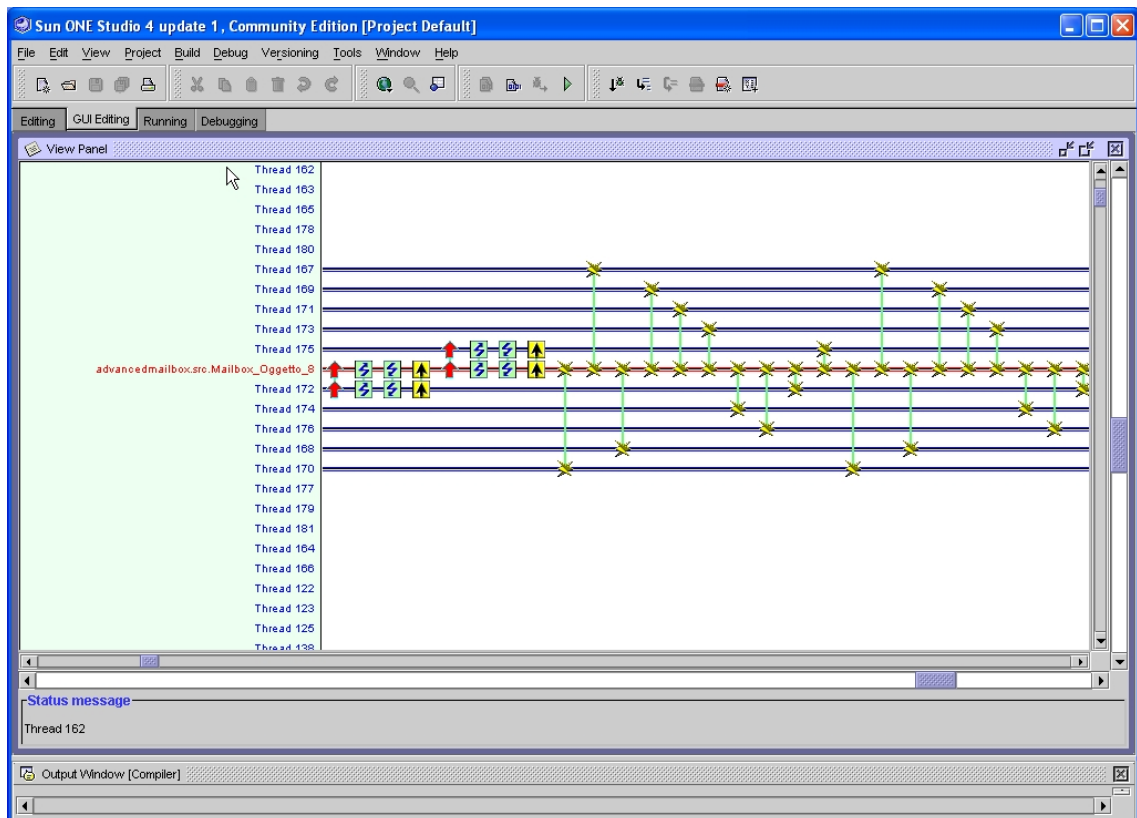 Sun ONE Studio 4 update 1, Community Edition [Project Default]
File Edit View Project Build Debug Versioning Tools Window Help
Editing GUI Editing Running Debugging
View Panel
Thread 162
Thread 163
Thread 165
Thread 178
Thread 180
Thread 167
Thread 169
Thread 171
Thread 173
Thread 175
advancedmailbox.src.Mailbox_Oggetto_8
Thread 172
Thread 174
Thread 176
Thread 168
Thread 170
Thread 177
Thread 179
Thread 181
Thread 164
Thread 166
Thread 122
Thread 123
Thread 125
Thread 138
Status message
Thread 162
Output Window [Compiler]